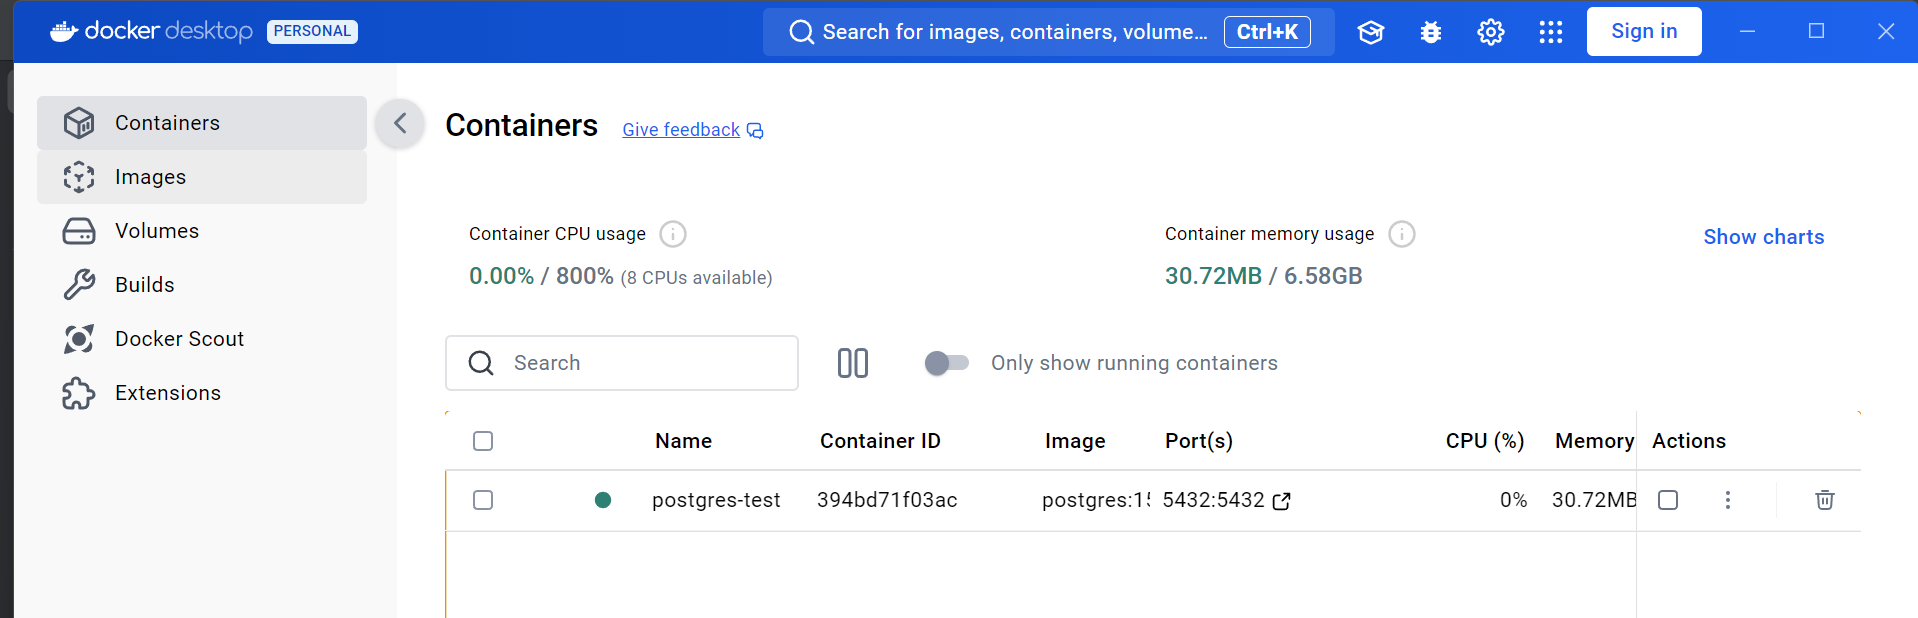 docker desktop PERSONAL
Search for images, containers, volume... Ctrl+K
Sign in
Containers
Images
Volumes
Builds
Docker Scout
Extensions
Containers Give feedback
Container CPU usage
0.00% / 800% (8 CPUs available)
Container memory usage
30.72MB / 6.58GB
Show charts
Search
Only show running containers
Name Container ID Image Port(s) CPU (%) Memory Actions
postgres-test 394bd71f03ac postgres:15 5432:5432 0% 30.72MB